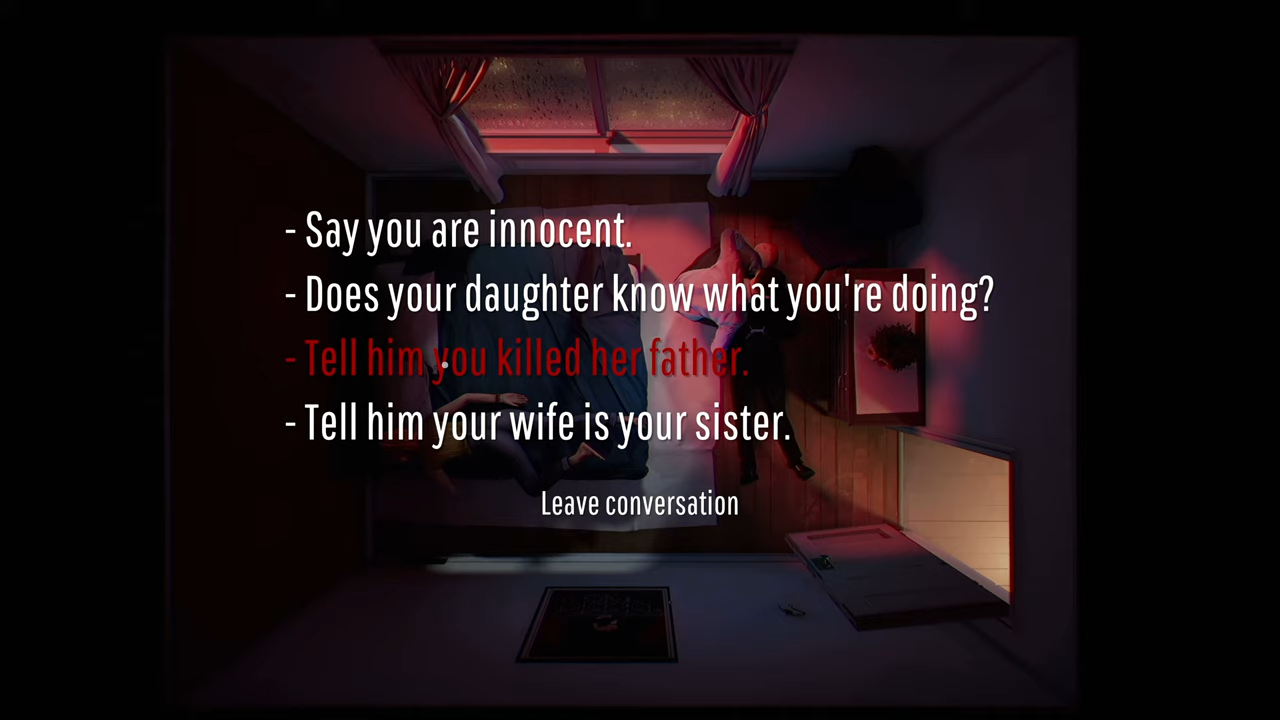 - Say you are innocent.
- Does your daughter know what you're doing?
- Tell him you killed her father.
- Tell him your wife is your sister.
Leave conversation